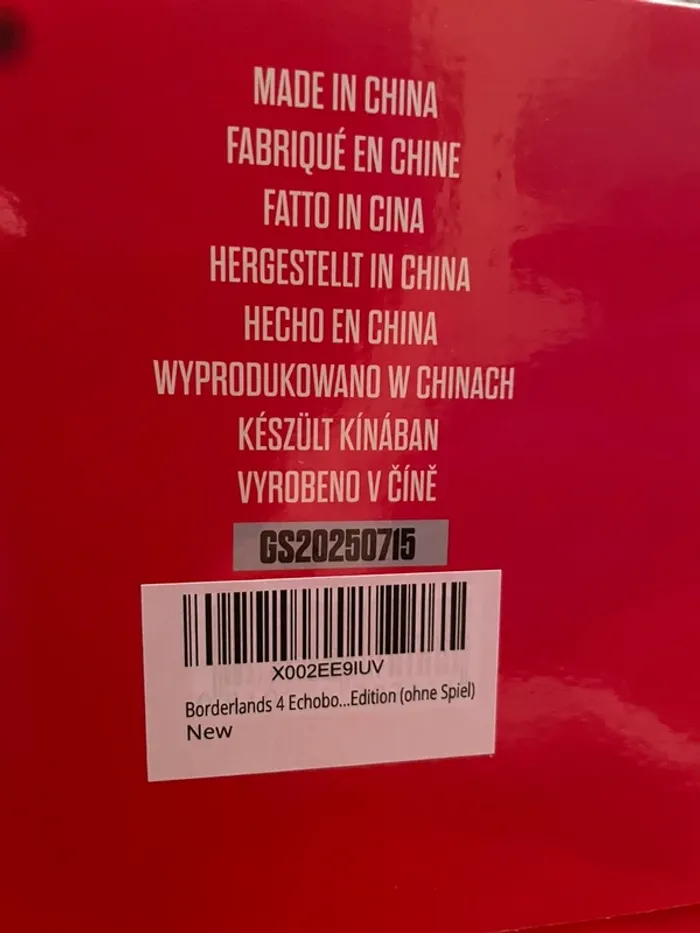 MADE IN CHINA
FABRIQUÉ EN CHINE
FATTO IN CINA
HERGESTELLT IN CHINA
HECHO EN CHINA
WYPRODUKOWANO W CHINACH
KÉSZÜLT KÍNÁBAN
VYROBENO V ČÍNĚ
GS20250715
X002EE9IUV
Borderlands 4 Echobo...Edition (ohne Spiel)
New